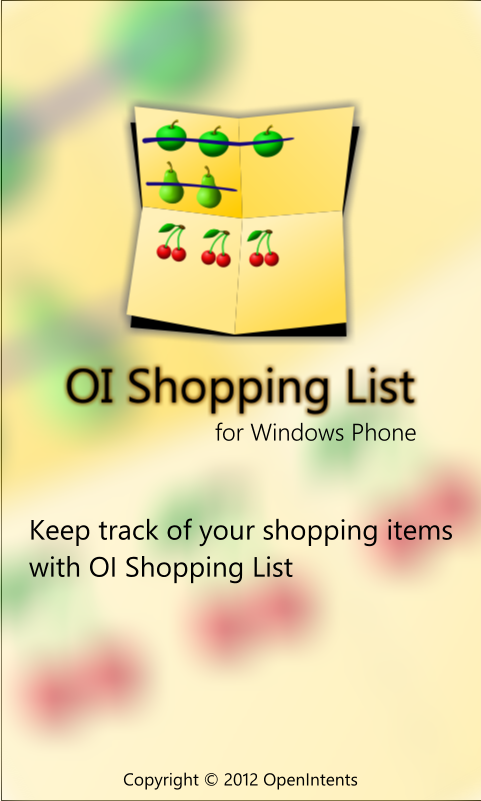 OI Shopping List
for Windows Phone
Keep track of your shopping items
with OI Shopping List
Copyright © 2012 OpenIntents